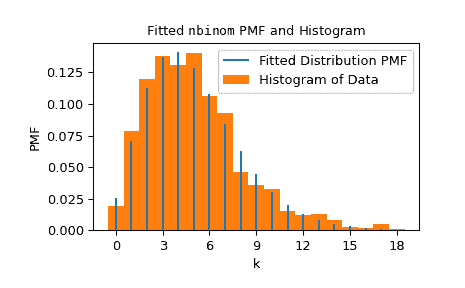 Fitted nbinom PMF and Histogram
Fitted Distribution PMF
Histogram of Data
PMF
0.125
0.100
0.075
0.050
0.025
0.000
0 3 6 9 12 15 18
k